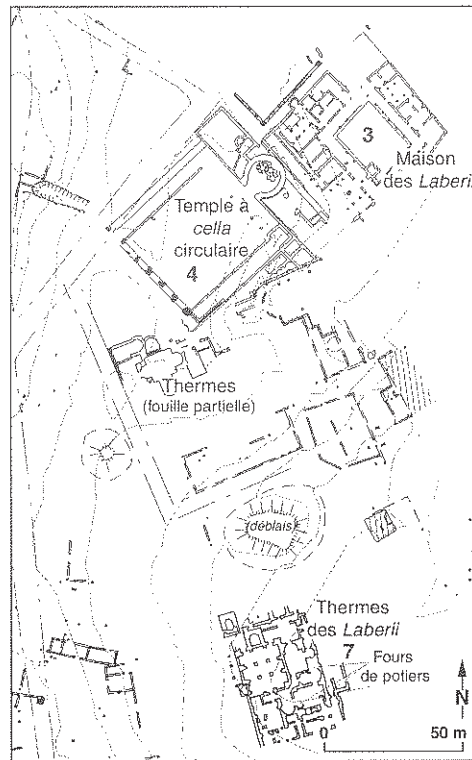 3
Maison
des Laberii
Temple à
cella
circulaire
4
Thermes
(fouille partielle)
(déblais)
Thermes
des Laberii
7
Fours
de potiers
N
0
50 m